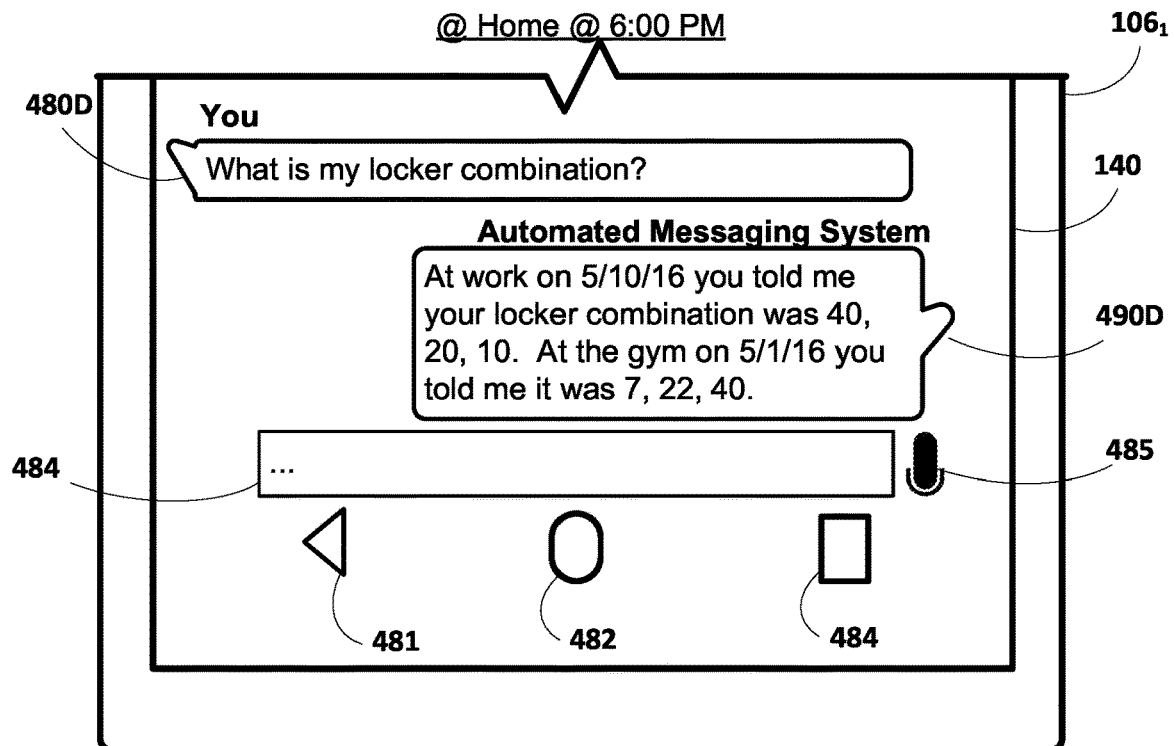 @ Home @ 6:00 PM
106₁
480D
You
What is my locker combination?
140
Automated Messaging System
At work on 5/10/16 you told me
your locker combination was 40,
20, 10. At the gym on 5/1/16 you
told me it was 7, 22, 40.
490D
484
...
485
481
482
484